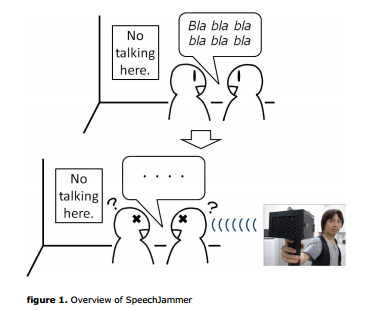 No
talking
here.
Bla bla bla
bla bla bla
No
talking
here.
?
. . . .
?
figure 1. Overview of SpeechJammer